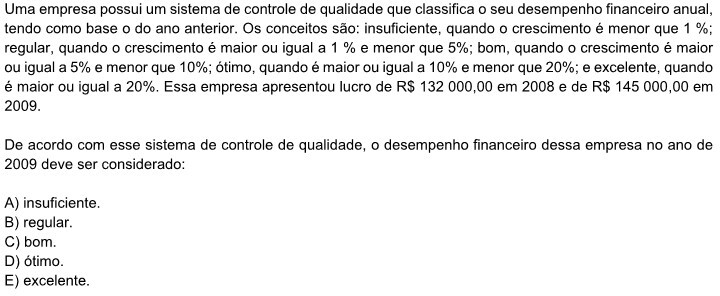 Uma empresa possui um sistema de controle de qualidade que classifica o seu desempenho financeiro anual,
tendo como base o do ano anterior. Os conceitos são: insuficiente, quando o crescimento é menor que 1 %;
regular, quando o crescimento é maior ou igual a 1 % e menor que 5%; bom, quando o crescimento é maior
ou igual a 5% e menor que 10%; ótimo, quando é maior ou igual a 10% e menor que 20%; e excelente, quando
é maior ou igual a 20%. Essa empresa apresentou lucro de R$ 132 000,00 em 2008 e de R$ 145 000,00 em
2009.
De acordo com esse sistema de controle de qualidade, o desempenho financeiro dessa empresa no ano de
2009 deve ser considerado:
A) insuficiente.
B) regular.
C) bom.
D) ótimo.
E) excelente.